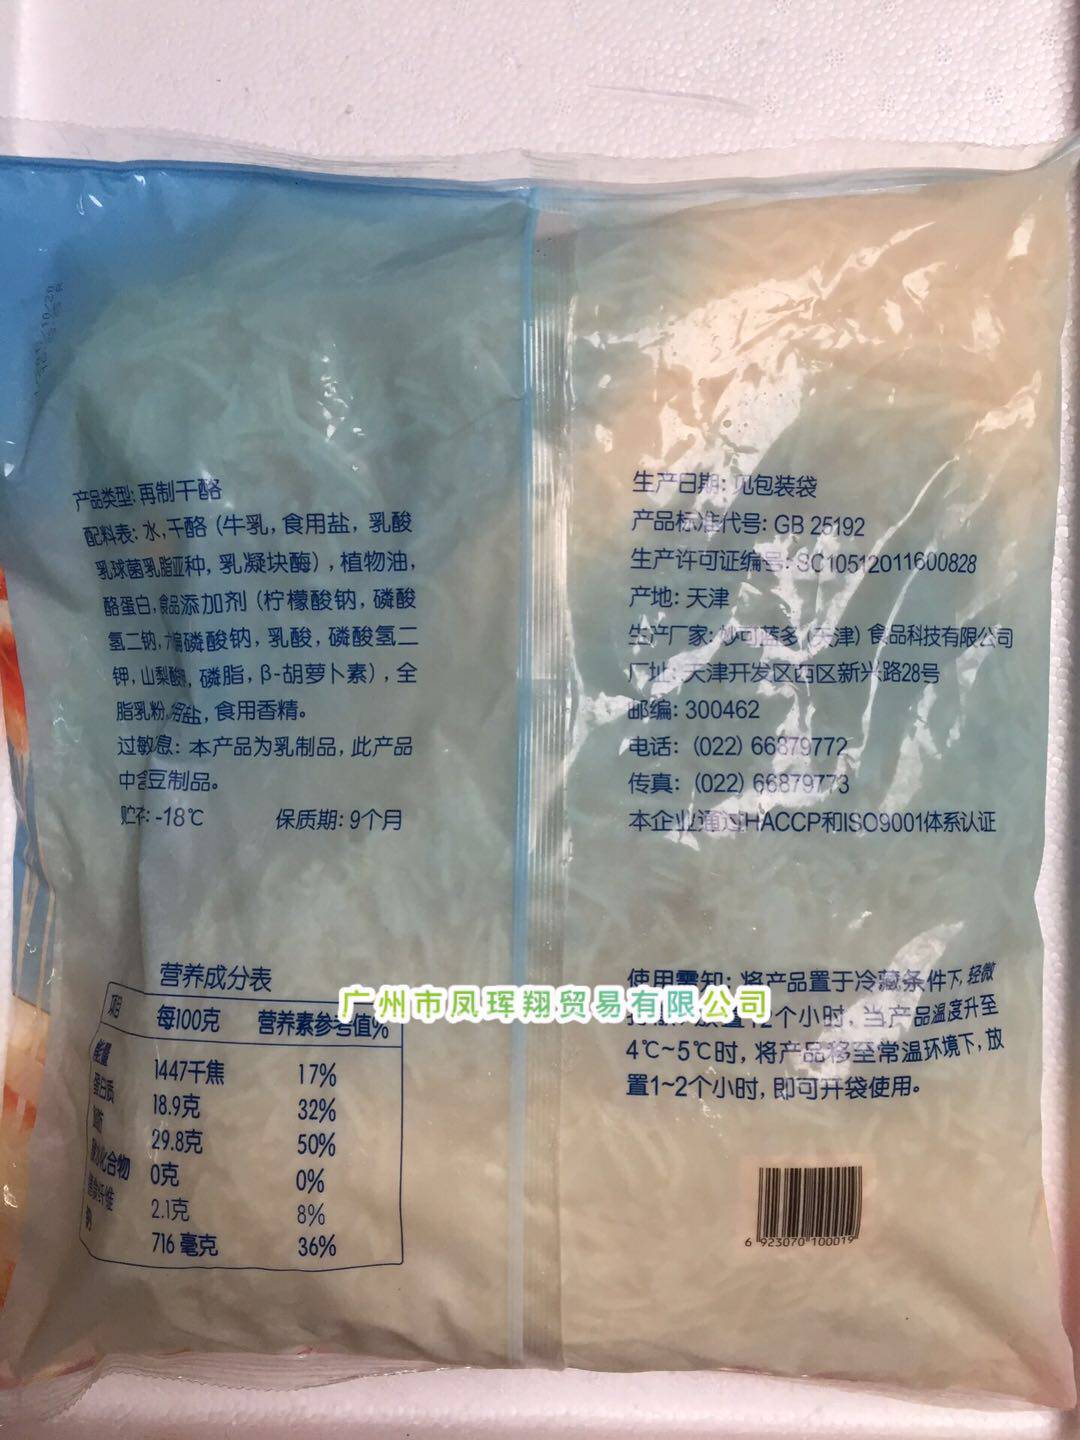 产品类型: 再制干酪
配料表: 水, 干酪 (牛乳, 食用盐, 乳酸
乳球菌乳脂亚种, 乳凝块酶), 植物油,
酪蛋白, 食品添加剂 (柠檬酸钠, 磷酸
氢二钠, 六偏磷酸钠, 乳酸, 磷酸氢二
钾, 山梨酸, 磷脂, β-胡萝卜素), 全
脂乳粉, 盐, 食用香精。
过敏息: 本产品为乳制品, 此产品
中含豆制品。
贮存: -18℃ 保质期: 9个月
营养成分表
项目 每100克 营养素参考值%
能量 1447千焦 17%
蛋白质 18.9克 32%
脂肪 29.8克 50%
碳水化合物 0克 0%
膳食纤维 2.1克 8%
钠 716 毫克 36%
生产日期: 见包装袋
产品标准代号: GB 25192
生产许可证编号: SC10512011600828
产地: 天津
生产厂家: 妙可蓝多 (天津) 食品科技有限公司
厂址: 天津开发区西区新兴路28号
邮编: 300462
电话: (022) 66879772
传真: (022) 66879773
本企业通过HACCP和ISO9001体系认证
使用需知: 将产品置于冷藏条件下, 轻微
放置12个小时, 当产品温度升至
4℃~5℃时, 将产品移至常温环境下, 放
置1~2个小时, 即可开袋使用。
广州市凤珲翔贸易有限公司
6 923070 100019